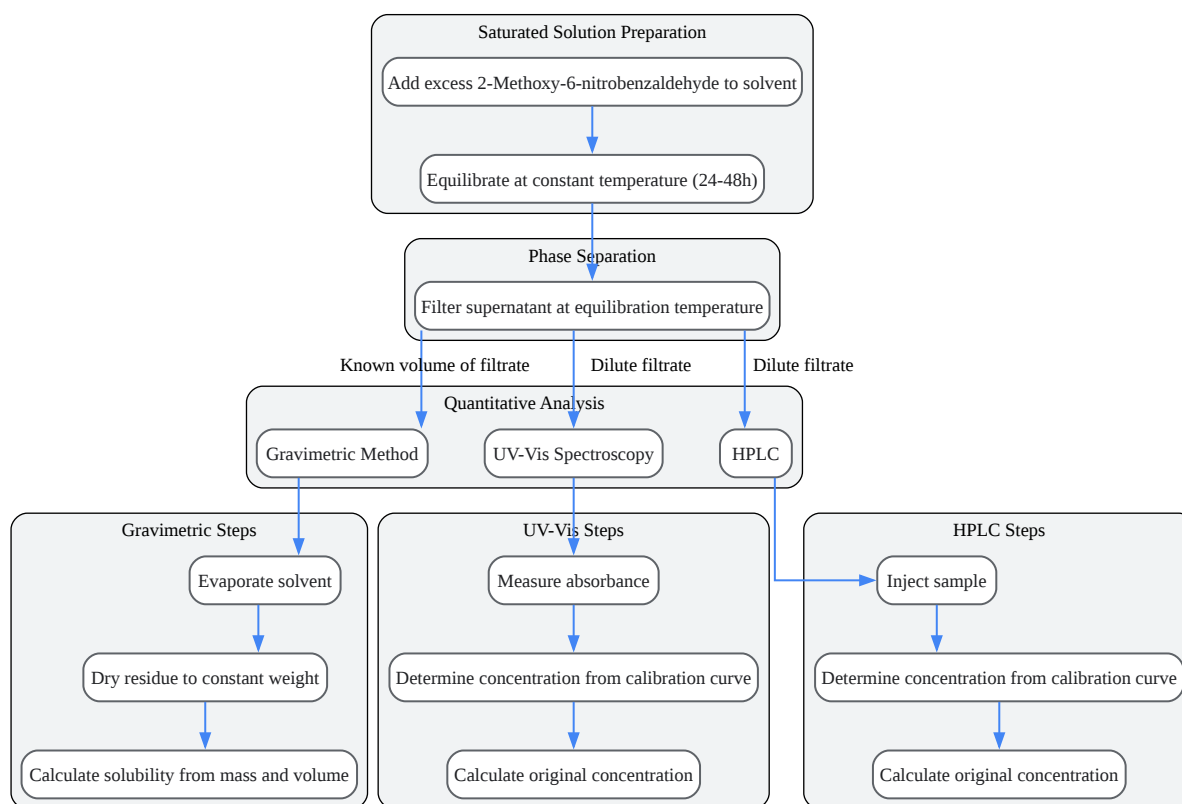 Saturated Solution Preparation
Add excess 2-Methoxy-6-nitrobenzaldehyde to solvent
Equilibrate at constant temperature (24-48h)
Phase Separation
Filter supernatant at equilibration temperature
Known volume of filtrate
Dilute filtrate
Dilute filtrate
Quantitative Analysis
Gravimetric Method
UV-Vis Spectroscopy
HPLC
Gravimetric Steps
Evaporate solvent
Dry residue to constant weight
Calculate solubility from mass and volume
UV-Vis Steps
Measure absorbance
Determine concentration from calibration curve
Calculate original concentration
HPLC Steps
Inject sample
Determine concentration from calibration curve
Calculate original concentration